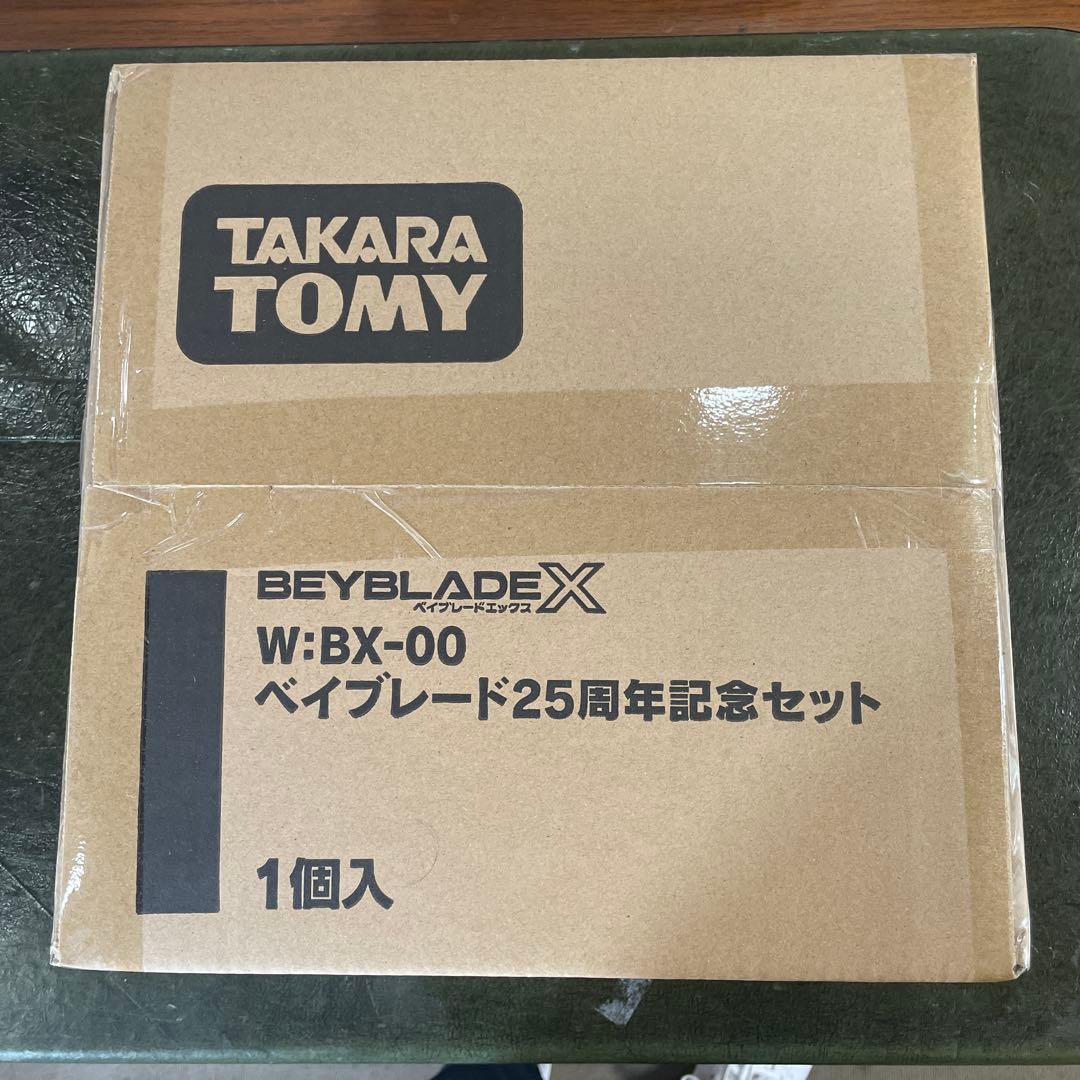 TAKARA
TOMY
BEYBLADE X
ベイブレードエックス
W:BX-00
ベイブレード25周年記念セット
1個入